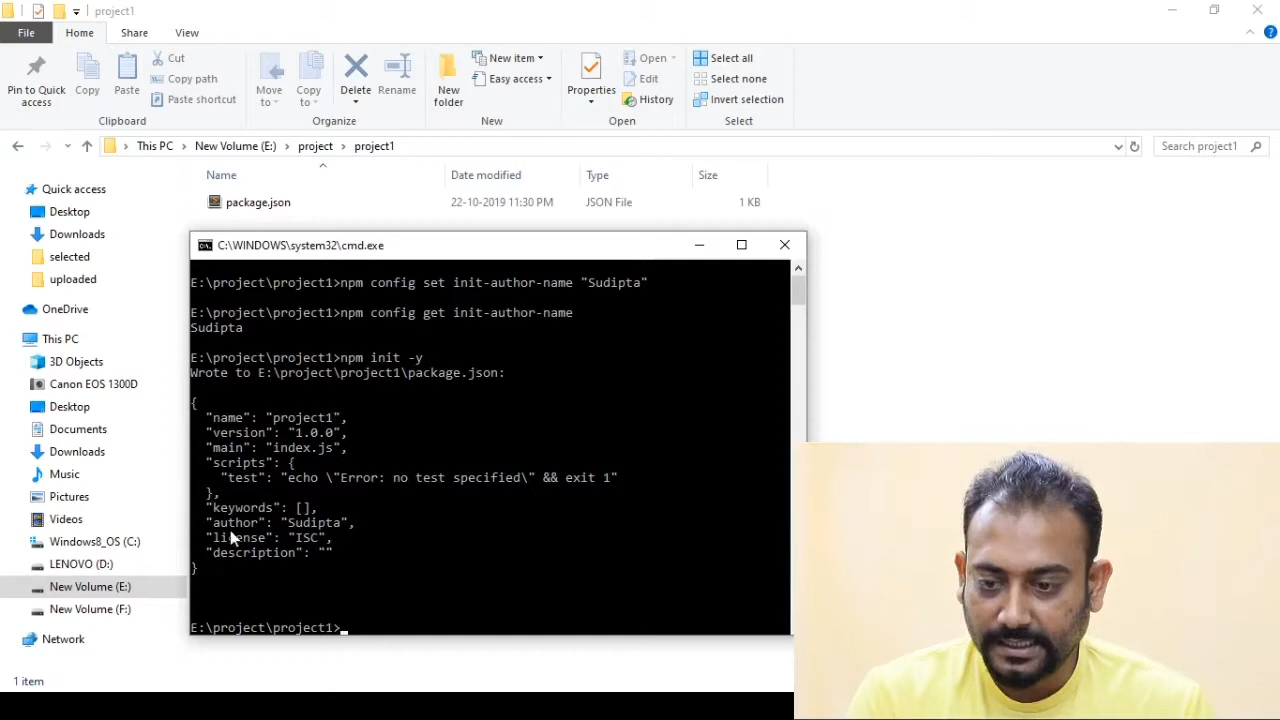 project1
File
Home
Share
View
Pin to Quick
access
Copy
Paste
Cut
Copy path
Paste shortcut
Move
to
Copy
to
Delete
Rename
New
folder
New item
Easy access
Properties
Open
Edit
History
Select all
Select none
Invert selection
Clipboard
Organize
New
Open
Select
This PC
New Volume (E:)
project
project1
Search project1
Name
Date modified
Type
Size
package.json
22-10-2019 11:30 PM
JSON File
1 KB
Quick access
Desktop
Downloads
selected
uploaded
OneDrive
This PC
3D Objects
Canon EOS 1300D
Desktop
Documents
Downloads
Music
Pictures
Videos
Windows8_OS (C:)
LENOVO (D:)
New Volume (E:)
New Volume (F:)
Network
1 item
C:\WINDOWS\system32\cmd.exe
E:\project\project1>npm config set init-author-name "Sudipta"
E:\project\project1>npm config get init-author-name
Sudipta
E:\project\project1>npm init -y
Wrote to E:\project\project1\package.json:
{
"name": "project1",
"version": "1.0.0",
"main": "index.js",
"scripts": {
"test": "echo \"Error: no test specified\" && exit 1"
},
"keywords": [],
"author": "Sudipta",
"license": "ISC",
"description": ""
}
E:\project\project1>